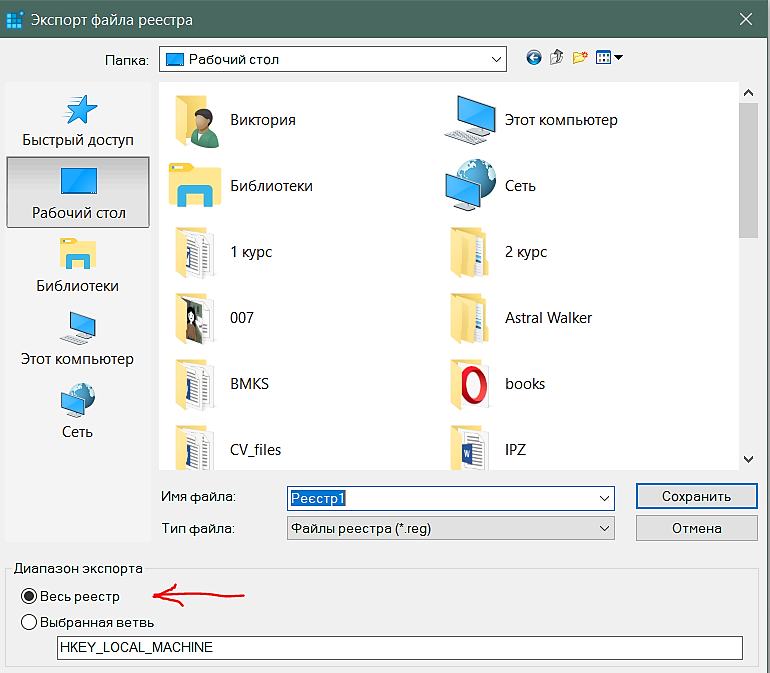 Экспорт файла реестра
Папка: Рабочий стол
Быстрый доступ
Рабочий стол
Библиотеки
Этот компьютер
Сеть
Виктория
Этот компьютер
Библиотеки
Сеть
1 курс
2 курс
007
Astral Walker
BMKS
books
CV_files
IPZ
Имя файла: Реєстр1
Сохранить
Тип файла: Файлы реестра (*.reg)
Отмена
Диапазон экспорта
Весь реестр
Выбранная ветвь
HKEY_LOCAL_MACHINE